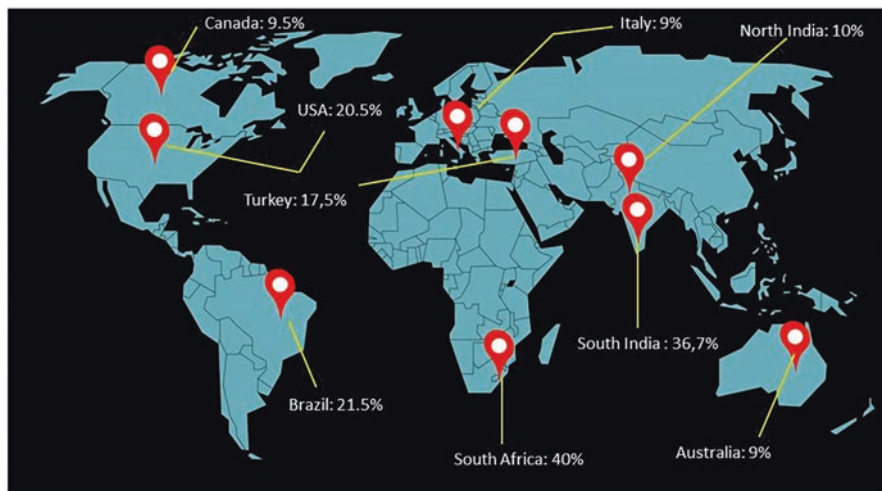 Canada: 9.5%
Italy: 9%
North India: 10%
USA: 20.5%
Turkey: 17,5%
South India : 36,7%
Brazil: 21.5%
South Africa: 40%
Australia: 9%